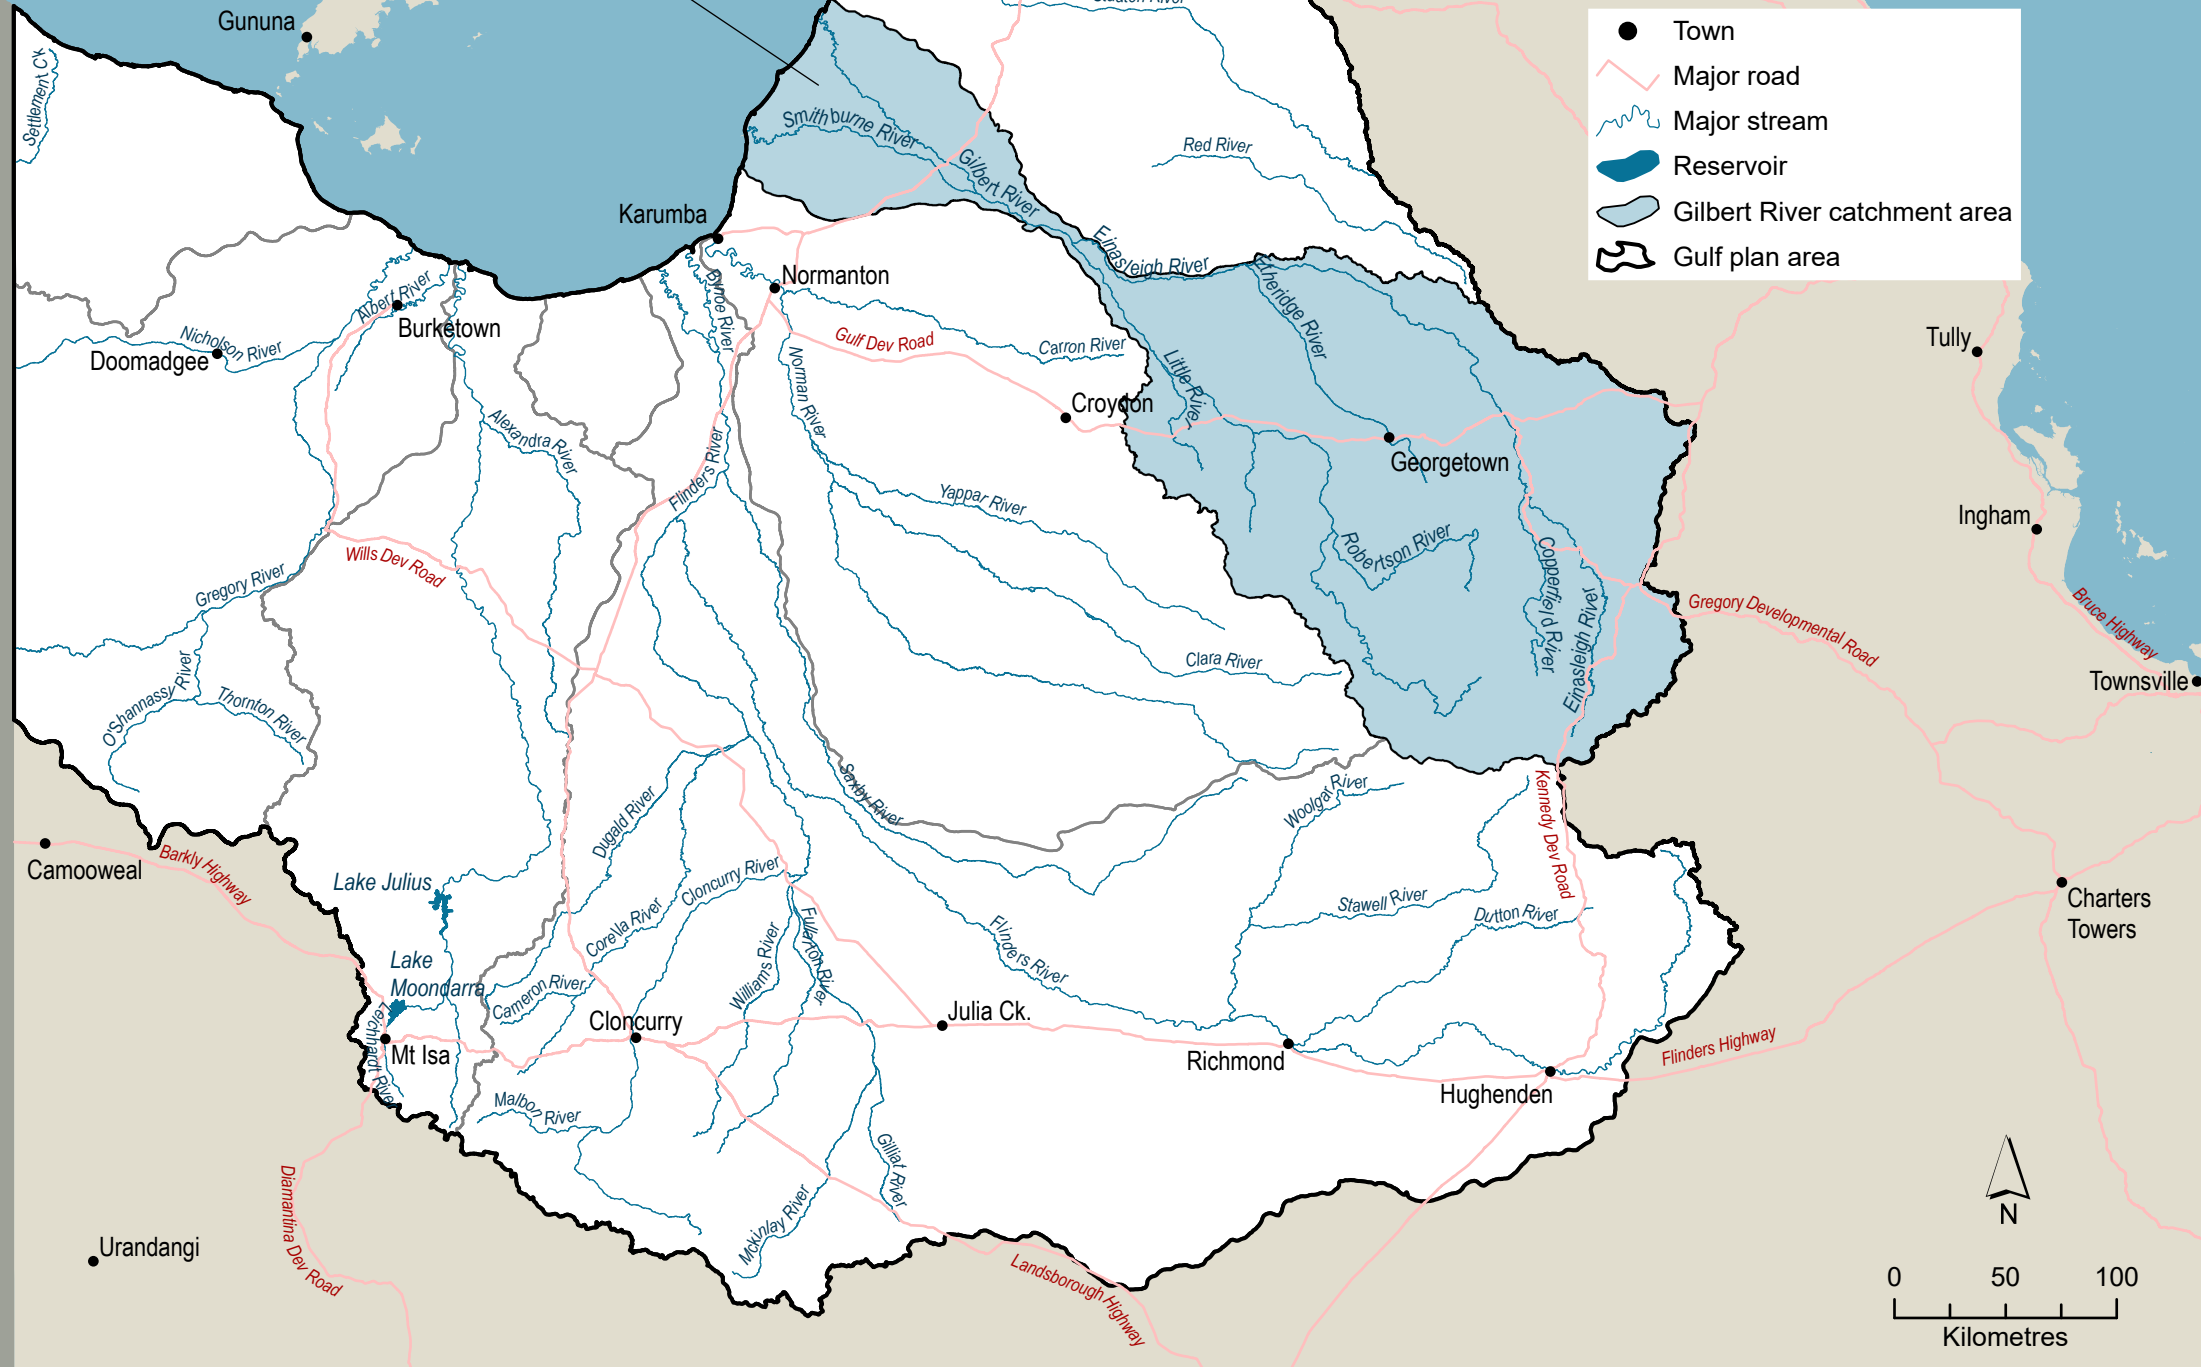 Staaten River
Gununa
Town
Major road
Major stream
Reservoir
Gilbert River catchment area
Gulf plan area
Settlement Ck
Smithburne River
Gilbert River
Red River
Karumba
Einasleigh River
Etheridge River
Normanton
Bynoe River
Albert River
Burketown
Nicholson River
Doomadgee
Gulf Dev Road
Carron River
Norman River
Little River
Tully
Croydon
Georgetown
Alexandra River
Flinders River
Yappar River
Ingham
Robertson River
Copperfield River
Einasleigh River
Wills Dev Road
Gregory River
Gregory Developmental Road
Bruce Highway
Townsville
Clara River
O'Shannassy River
Thornton River
Saxby River
Woolgar River
Kennedy Dev Road
Dugald River
Camooweal
Barkly Highway
Lake Julius
Cloncurry River
Corella River
Williams River
Fullarton River
Flinders River
Stawell River
Dutton River
Charters
Towers
Lake
Moondarra
Cameron River
Leichhardt River
Cloncurry
Julia Ck.
Mt Isa
Richmond
Flinders Highway
Hughenden
Malbon River
Gilliat River
Mckinlay River
Diamantina Dev Road
Urandangi
Landsborough Highway
N
0 50 100
Kilometres